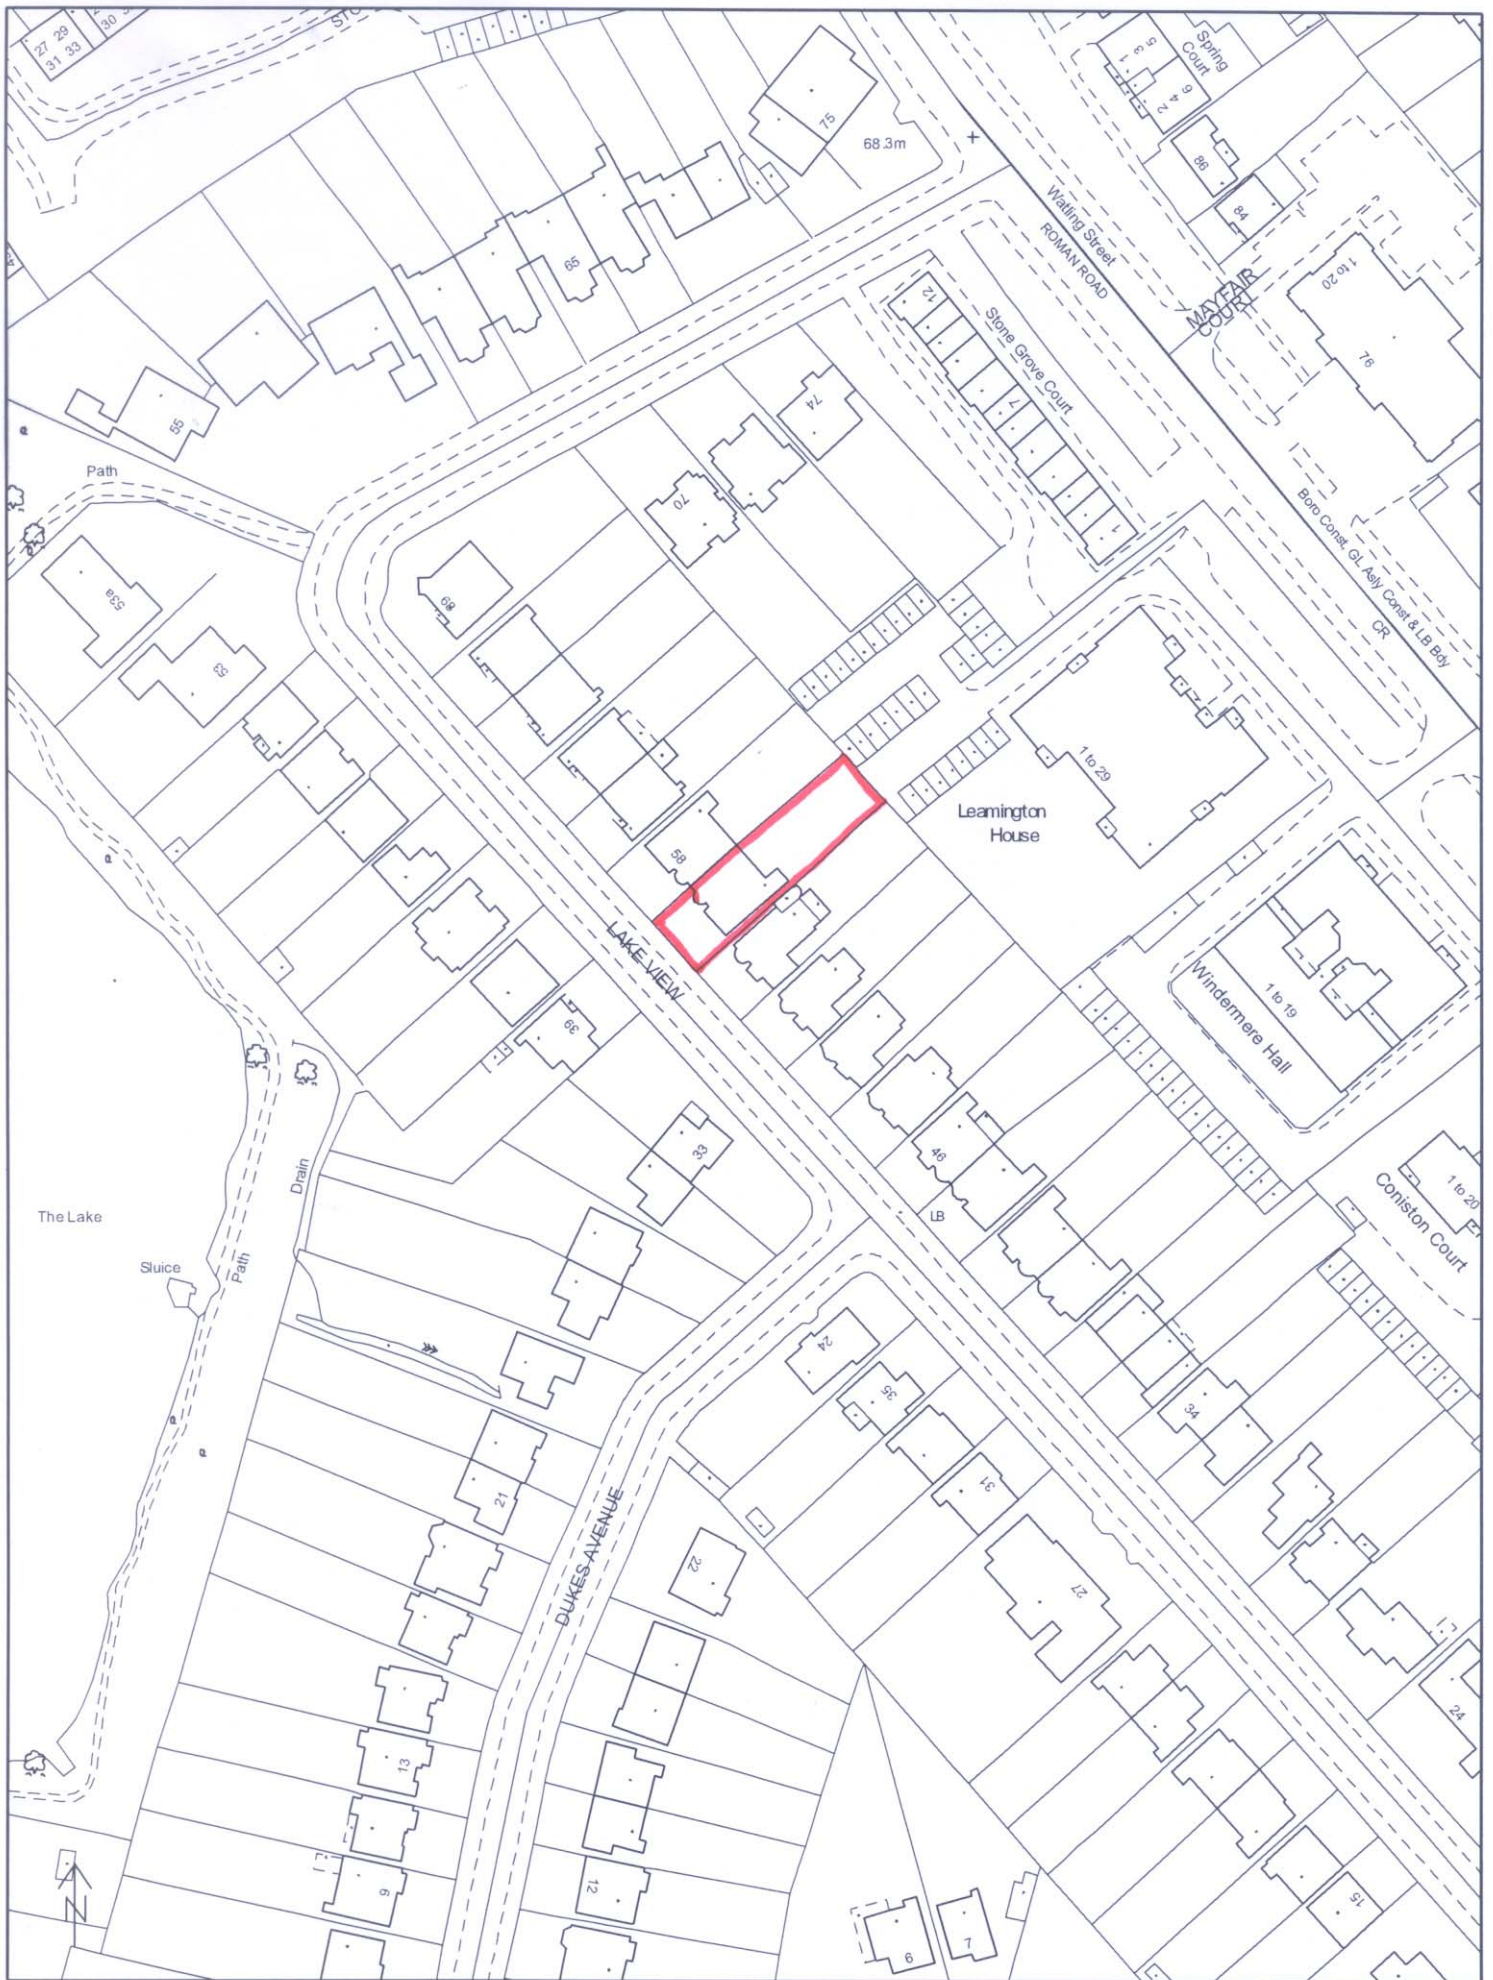 27 29
31 33
30
75
68.3m
Spring
Court
5 3 1
6 4 2
86
84
Watling Street
ROMAN ROAD
65
12
Stone Grove Court
7
1
MAYFAIR
COURT
1 to 20
76
55
Path
74
70
Boro Const, GL Asly Const & LB Bdy
CR
53a
53
68
1 to 29
Leamington
House
58
LAKE VIEW
39
Windermere Hall
1 to 19
33
46
LB
Coniston Court
1 to 20
Drain
The Lake
Sluice
Path
24
35
34
31
21
DUKES AVENUE
22
27
24
13
9
12
N
6
7
15